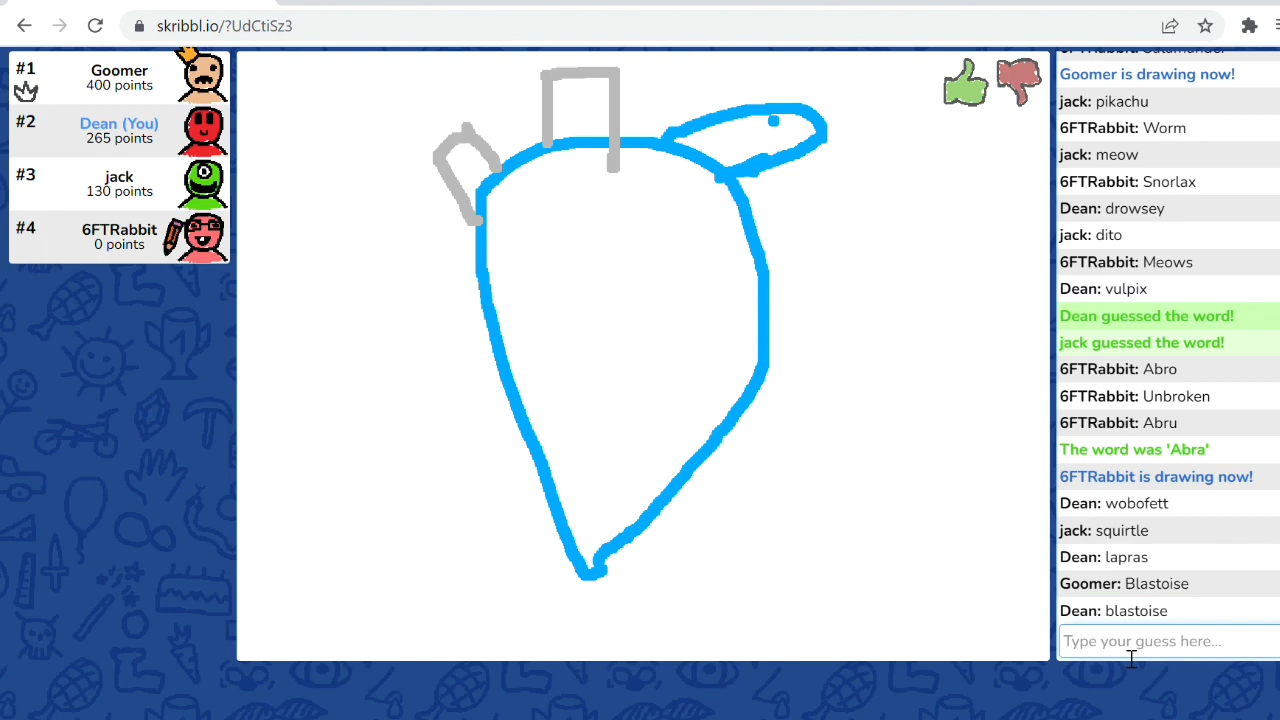 skribbl.io/?UdCtiSz3
#1
Goomer
400 points
#2
Dean (You)
265 points
#3
jack
130 points
#4
6FTRabbit
0 points
6FTRabbit: Salamander
Goomer is drawing now!
jack: pikachu
6FTRabbit: Worm
jack: meow
6FTRabbit: Snorlax
Dean: drowsey
jack: dito
6FTRabbit: Meows
Dean: vulpix
Dean guessed the word!
jack guessed the word!
6FTRabbit: Abro
6FTRabbit: Unbroken
6FTRabbit: Abru
The word was 'Abra'
6FTRabbit is drawing now!
Dean: wobofett
jack: squirtle
Dean: lapras
Goomer: Blastoise
Dean: blastoise
Type your guess here...